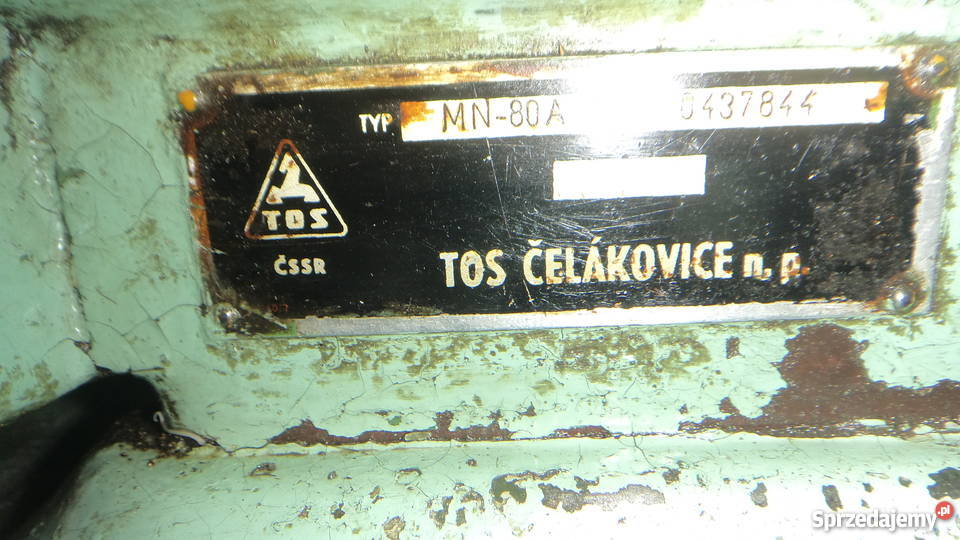 TYP MN-80A 0437844
TOS
ČSSR
TOS ČELÁKOVICE n. p.
Sprzedajemy.pl